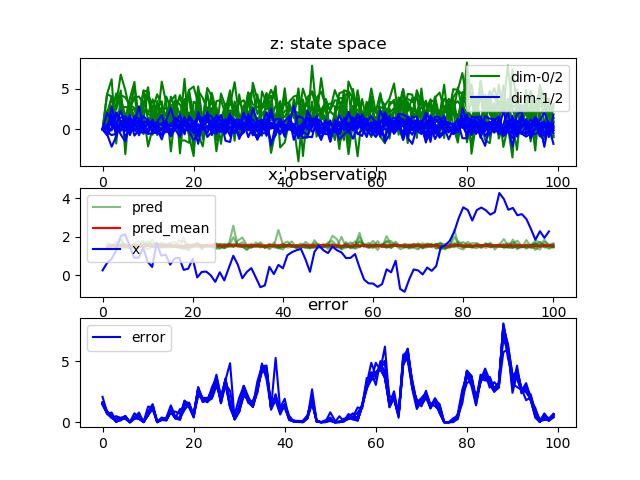 z: state space
5
0
dim-0/2
dim-1/2
0 20 40 60 80 100
x: observation
4
2
0
pred
pred_mean
x
0 20 40 60 80 100
error
5
0
error
0 20 40 60 80 100